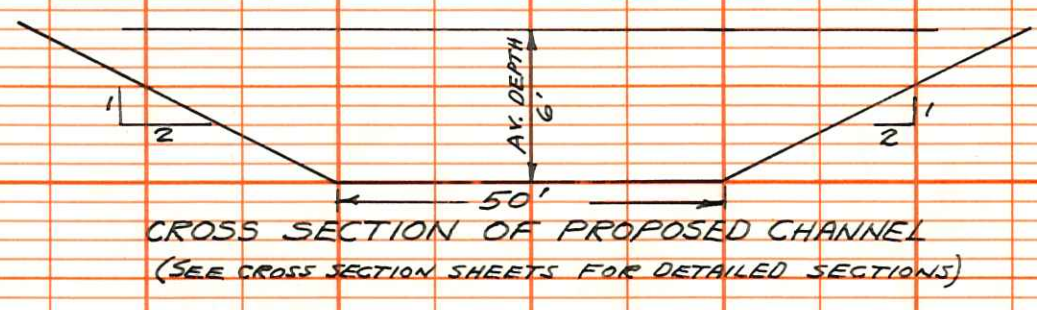 AV. DEPTH
6'
1
2
1
2
50'
CROSS SECTION OF PROPOSED CHANNEL
(SEE CROSS SECTION SHEETS FOR DETAILED SECTIONS)